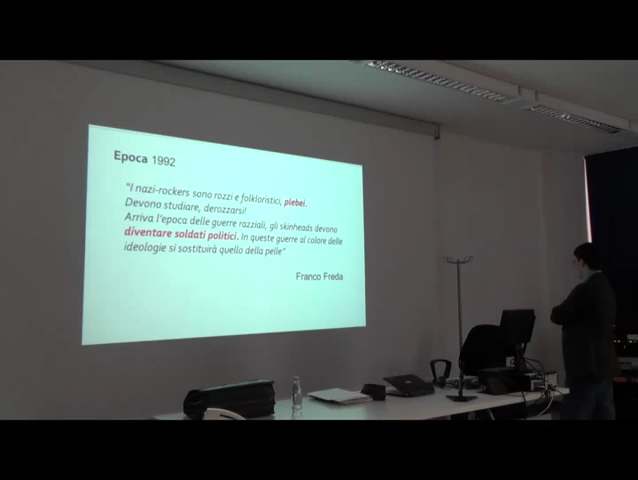 Epoca 1992
"I nazi-rockers sono rozzi e folkloristici, plebei.
Devono studiare, derozzarsi!
Arriva l'epoca delle guerre razziali, gli skinheads devono
diventare soldati politici. In queste guerre al colore delle
ideologie si sostituirà quello della pelle"
Franco Freda